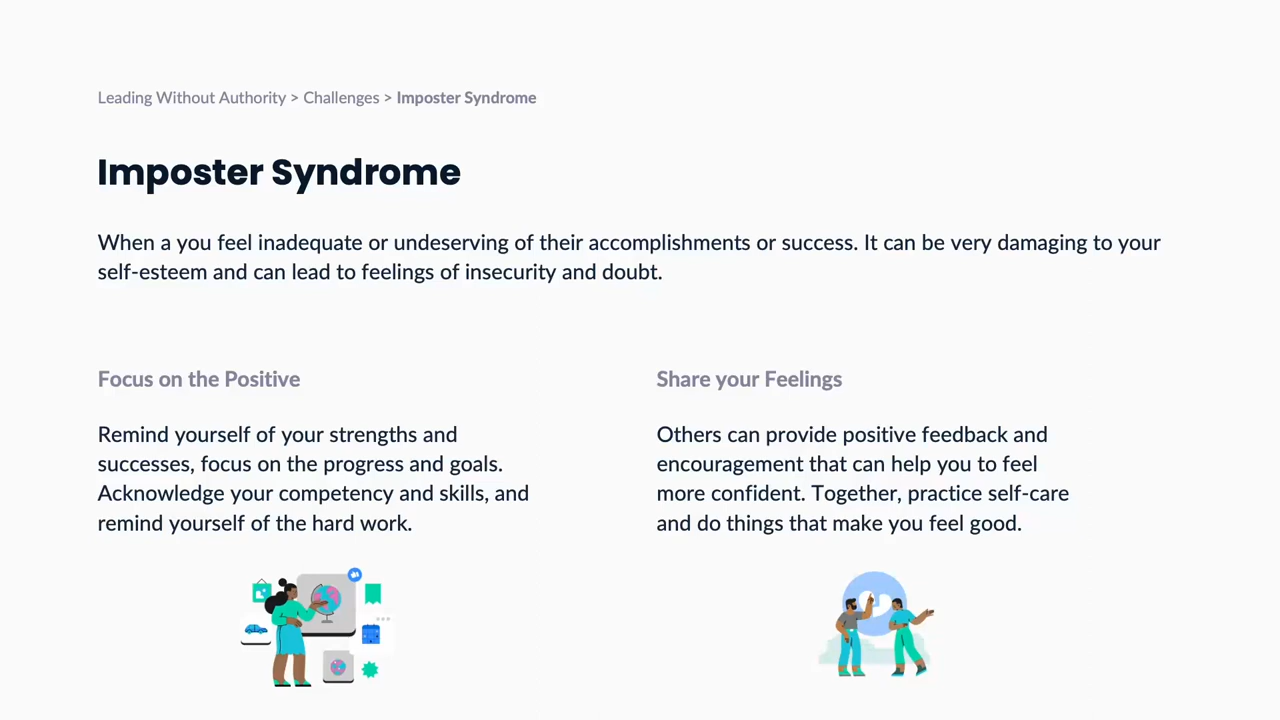 Leading Without Authority > Challenges > Imposter Syndrome
Imposter Syndrome
When a you feel inadequate or undeserving of their accomplishments or success. It can be very damaging to your
self-esteem and can lead to feelings of insecurity and doubt.
Focus on the Positive
Remind yourself of your strengths and
successes, focus on the progress and goals.
Acknowledge your competency and skills, and
remind yourself of the hard work.
Share your Feelings
Others can provide positive feedback and
encouragement that can help you to feel
more confident. Together, practice self-care
and do things that make you feel good.